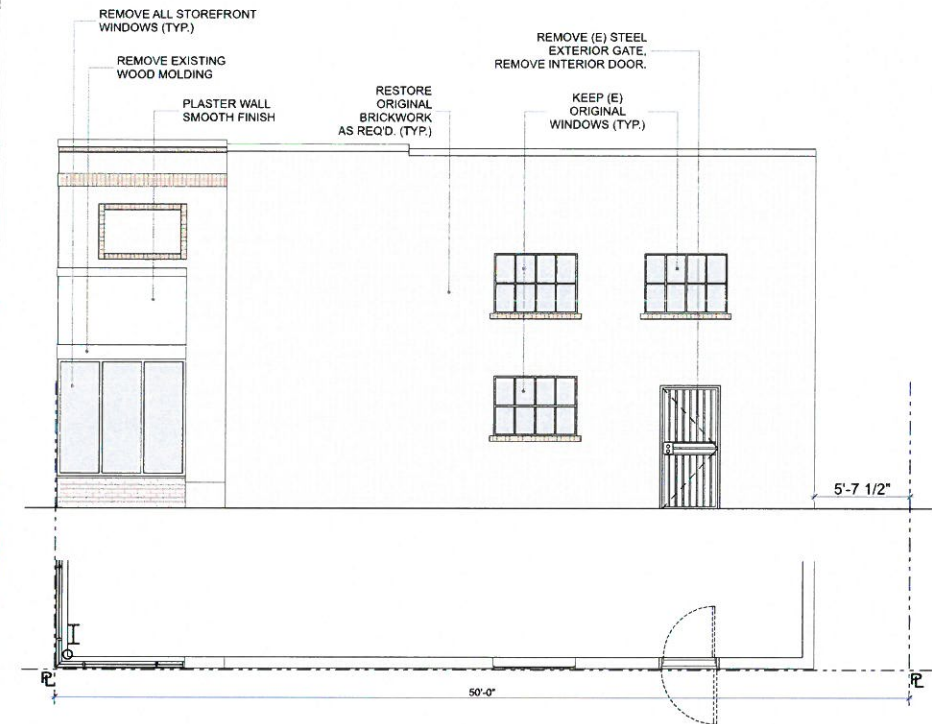 REMOVE ALL STOREFRONT
WINDOWS (TYP.)
REMOVE EXISTING
WOOD MOLDING
PLASTER WALL
SMOOTH FINISH
RESTORE
ORIGINAL
BRICKWORK
AS REQ'D. (TYP.)
REMOVE (E) STEEL
EXTERIOR GATE,
REMOVE INTERIOR DOOR.
KEEP (E)
ORIGINAL
WINDOWS (TYP.)
5'-7 1/2"
PL
50'-0"
PL